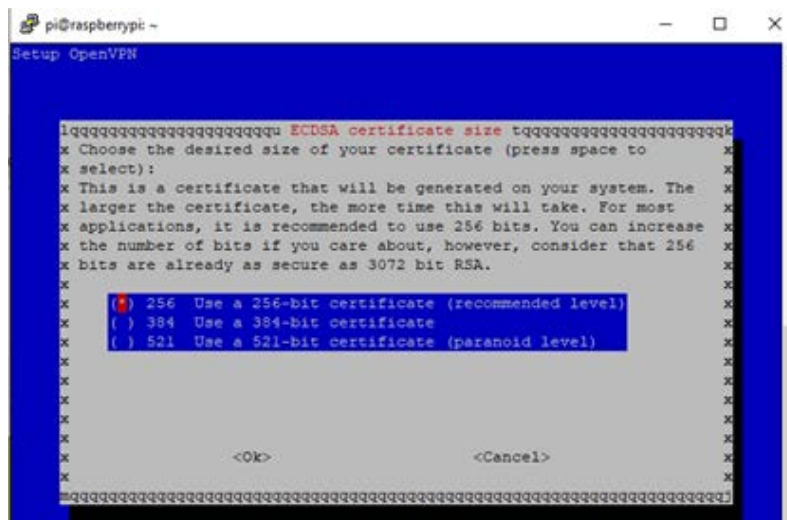 pi@raspberrypi: ~
Setup OpenVPN
lqqqqqqqqqqqqqqqqqqqqqu ECDSA certificate size tqqqqqqqqqqqqqqqqqqqqqqk
x Choose the desired size of your certificate (press space to x
x select): x
x This is a certificate that will be generated on your system. The x
x larger the certificate, the more time this will take. For most x
x applications, it is recommended to use 256 bits. You can increase x
x the number of bits if you care about, however, consider that 256 x
x bits are already as secure as 3072 bit RSA. x
x x
x (*) 256 Use a 256-bit certificate (recommended level) x
x ( ) 384 Use a 384-bit certificate x
x ( ) 521 Use a 521-bit certificate (paranoid level) x
x x
x x
x x
x x
x <Ok> <Cancel> x
x x
mqqqqqqqqqqqqqqqqqqqqqqqqqqqqqqqqqqqqqqqqqqqqqqqqqqqqqqqqqqqqqqqqqqqqj